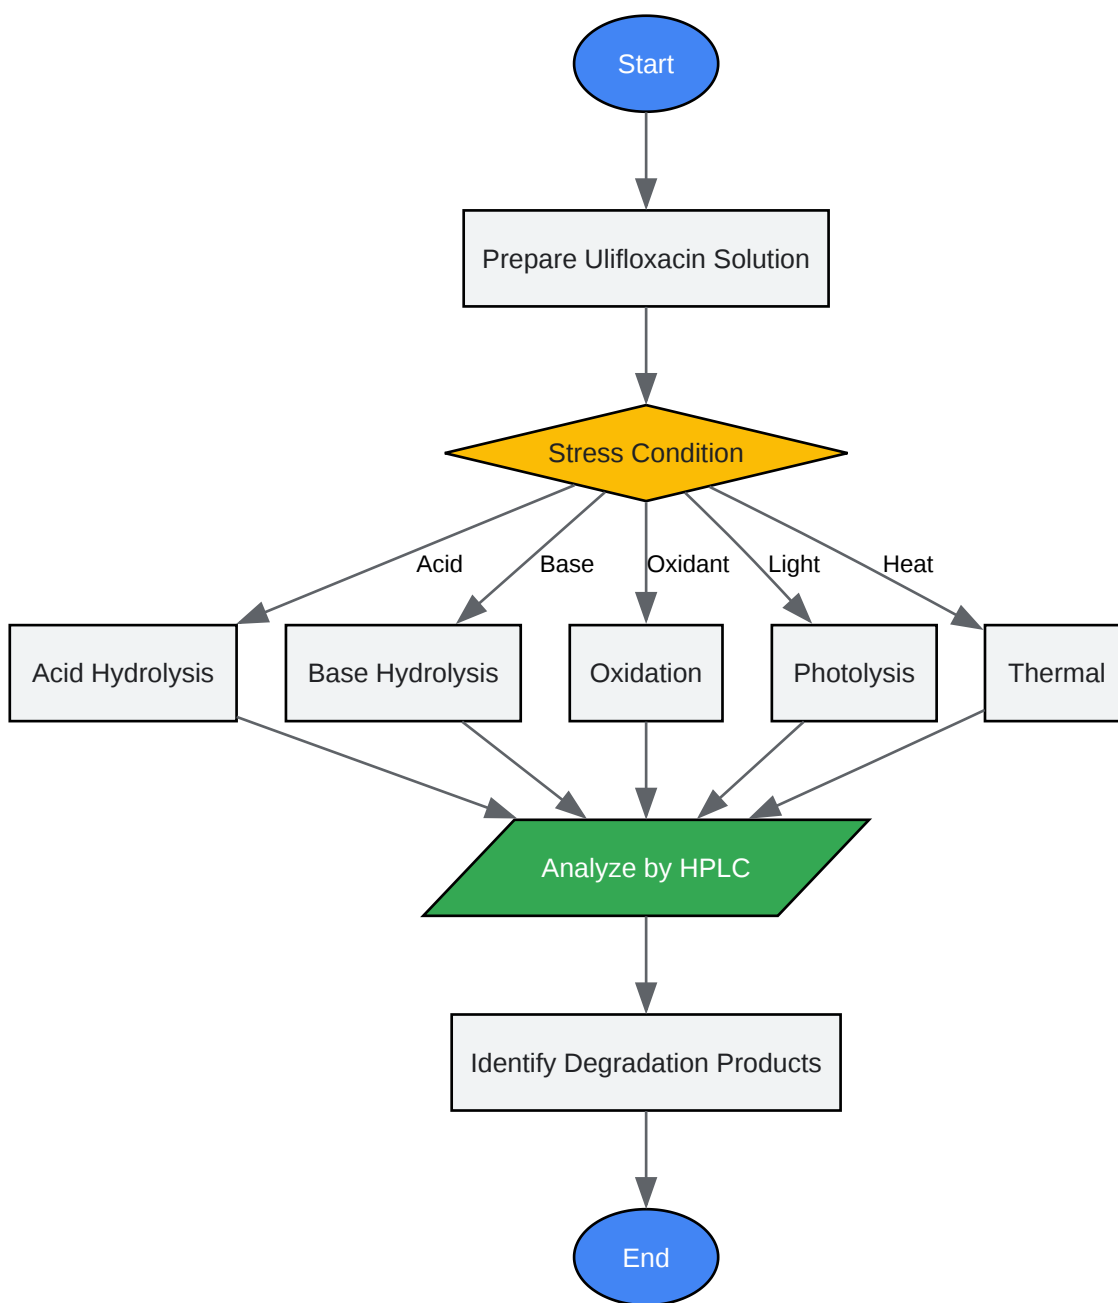 Start
Prepare Ulifloxacin Solution
Stress Condition
Acid
Base
Oxidant
Light
Heat
Acid Hydrolysis
Base Hydrolysis
Oxidation
Photolysis
Thermal
Analyze by HPLC
Identify Degradation Products
End